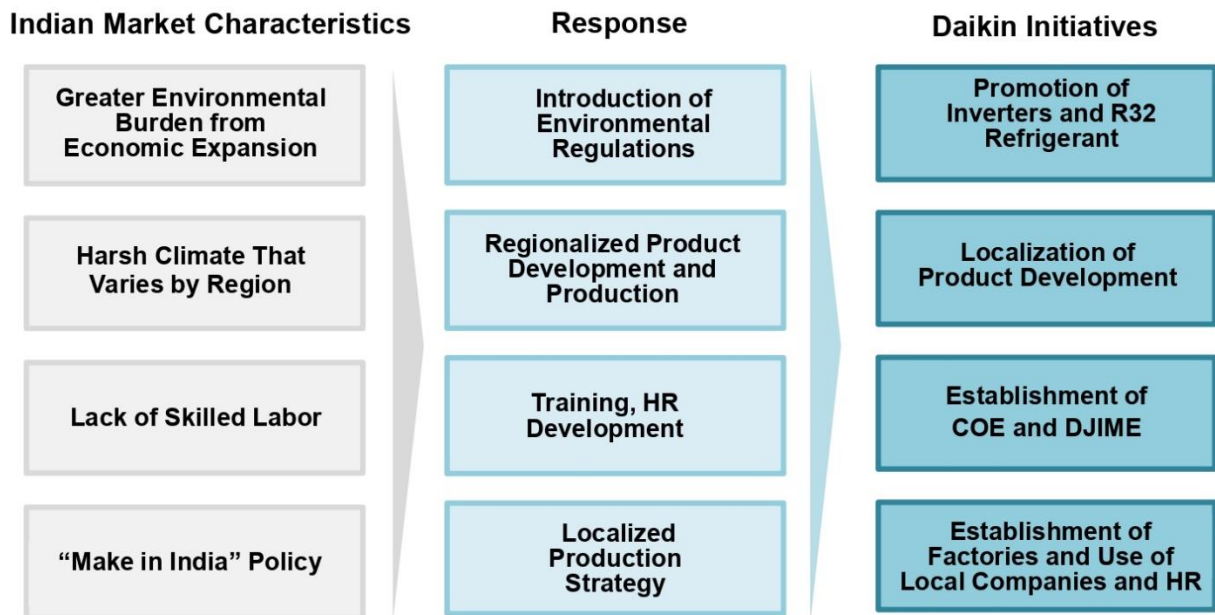 Indian Market Characteristics
Response
Daikin Initiatives
Greater Environmental
Burden from
Economic Expansion
Introduction of
Environmental
Regulations
Promotion of
Inverters and R32
Refrigerant
Harsh Climate That
Varies by Region
Regionalized Product
Development and
Production
Localization of
Product Development
Lack of Skilled Labor
Training, HR
Development
Establishment of
COE and DJIME
“Make in India” Policy
Localized
Production
Strategy
Establishment of
Factories and Use of
Local Companies and HR